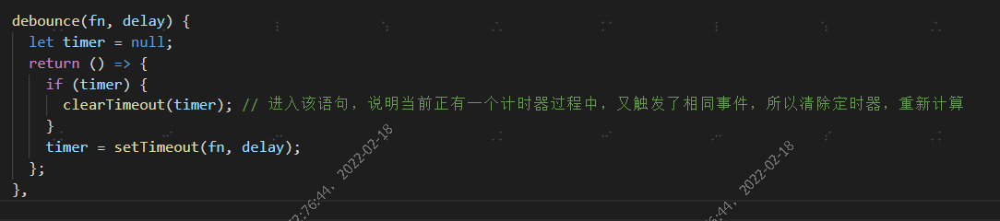 debounce(fn, delay) {
let timer = null;
return () => {
if (timer) {
clearTimeout(timer); // 进入该语句，说明当前正有一个计时器过程中，又触发了相同事件，所以清除定时器，重新计算
}
timer = setTimeout(fn, delay);
};
},
:76:44, 2022-02-18
:44, 2022-02-18